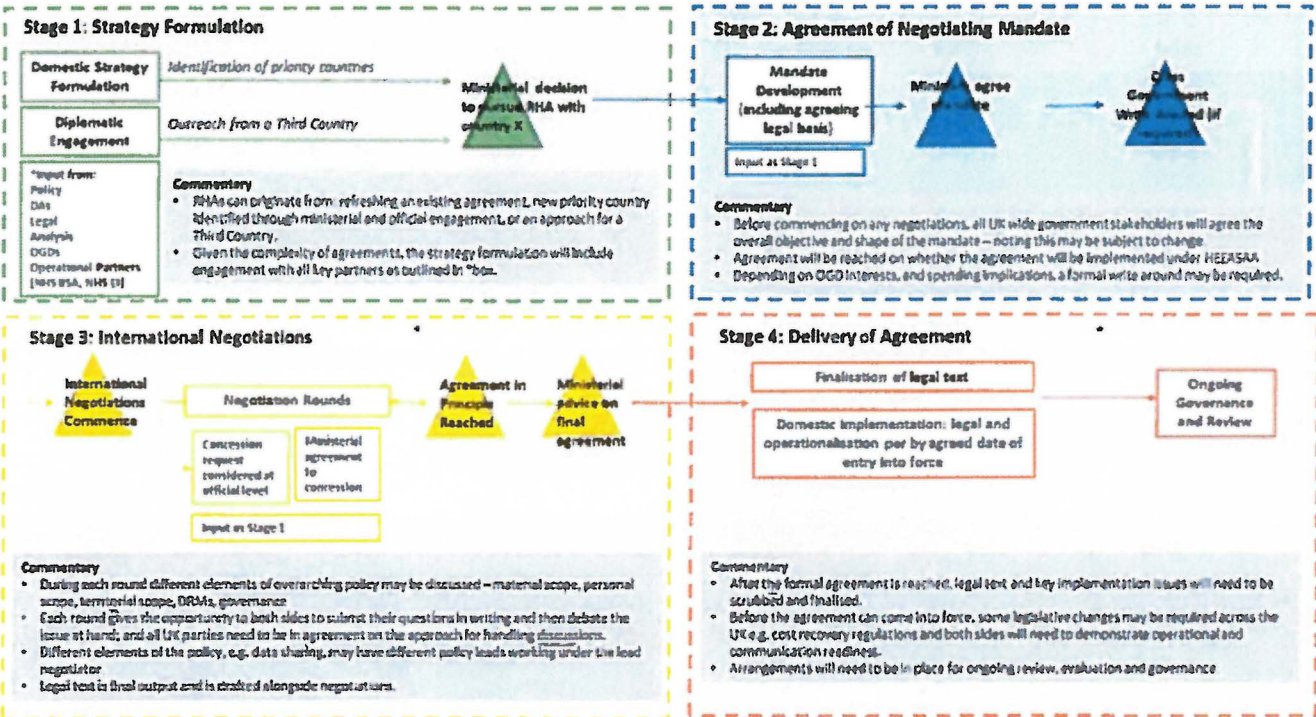 Stage 1: Strategy Formulation
Domestic Strategy
Formulation
Identification of priority countries
Diplomatic
Engagement
Outreach from a Third Country
Ministerial decision
to pursue RHA with
country X
*Input from:
Policy
DAs
Legal
Analysis
OGDs
Operational Partners
Commentary
• RHAs can originate from: refreshing an existing agreement, new priority country
identified through ministerial and official engagement, or an approach for a
Third Country.
• Given the complexity of agreements, the strategy formulation will include
engagement with all key partners as outlined in *box.
Stage 2: Agreement of Negotiating Mandate
Mandate
Development
(including agreeing
legal basis)
Input as Stage 1
Ministers agree
mandate
Government
Write Around (if
required)
Commentary
• Before commencing on any negotiations, all UK wide government stakeholders will agree the
overall objective and shape of the mandate – noting this may be subject to change.
• Agreement will be reached on whether the agreement will be implemented under HEEASAA
• Depending on OGD interests, and spending implications, a formal write around may be required.
Stage 3: International Negotiations
International
Negotiations
Commence
Negotiation Rounds
Concession
request
considered at
official level
Ministerial
agreement
to
concession
Input as Stage 1
Agreement in
Principle
Reached
Ministerial
advice on
final
agreement
Commentary
• During each round different elements of overarching policy may be discussed – material scope, personal
scope, territorial scope, DRMs, governance
• Each round gives the opportunity to both sides to submit their questions in writing and then debate the
issue at hand; and all UK parties need to be in agreement on the approach for handling discussions.
• Different elements of the policy, e.g. data sharing, may have different policy leads working under the lead
negotiator
• Legal text is final output and is drafted alongside negotiations.
Stage 4: Delivery of Agreement
Finalisation of legal text
Domestic Implementation: legal and
operationalisation per by agreed date of
entry into force
Ongoing
Governance
and Review
Commentary
• After the formal agreement is reached, legal text and key implementation issues will need to be
scrubbed and finalised.
• Before the agreement can come into force, some legislative changes may be required across the
UK e.g. cost recovery regulations and both sides will need to demonstrate operational and
communication readiness.
• Arrangements will need to be in place for ongoing review, evaluation and governance